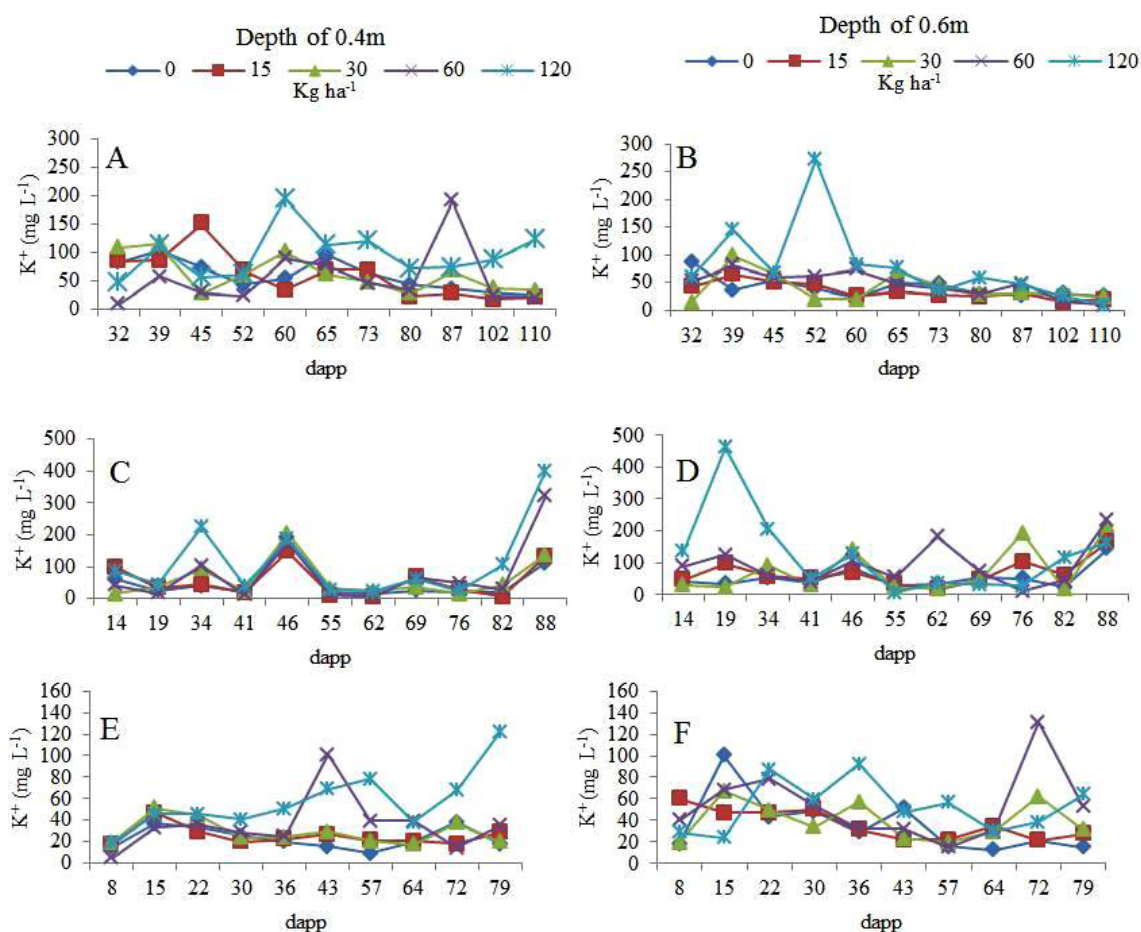 Depth of 0.4m
0 15 30 60 120
Kg ha⁻¹
A
300
250
200
150
100
50
0
K⁺ (mg L⁻¹)
32 39 45 52 60 65 73 87 80 102 110
dapp
Depth of 0.6m
0 15 30 60 120
Kg ha⁻¹
B
300
250
200
150
100
50
0
K⁺ (mg L⁻¹)
32 39 45 52 60 65 73 80 87 102 110
dapp
C
500
400
300
200
100
0
K⁺ (mg L⁻¹)
14 19 34 41 46 55 62 69 76 82 88
dapp
D
500
400
300
200
100
0
K⁺ (mg L⁻¹)
14 19 34 41 46 55 62 69 76 82 88
dapp
E
160
140
120
100
80
60
40
20
0
K⁺ (mg L⁻¹)
8 15 22 30 36 43 57 64 72 79
dapp
F
160
140
120
100
80
60
40
20
0
K⁺ (mg L⁻¹)
8 15 22 30 36 43 57 64 72 79
dapp